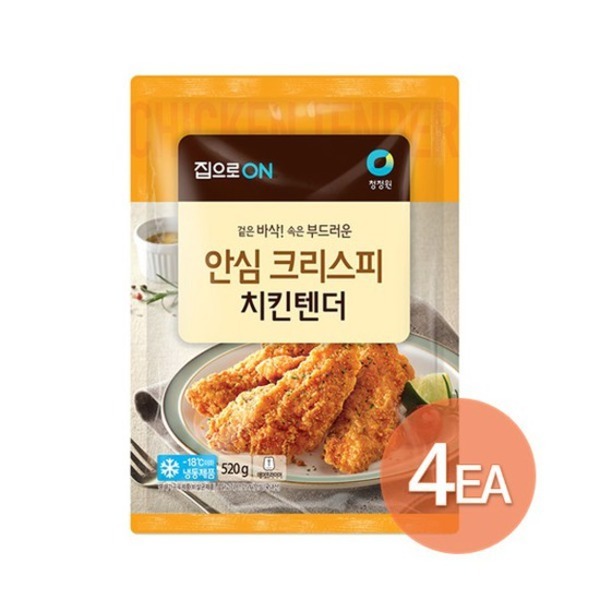 CHICKEN TENDER
집으로ON
청정원
겉은 바삭! 속은 부드러운
안심 크리스피
치킨텐더
-18℃
냉동제품
520 g
4EA